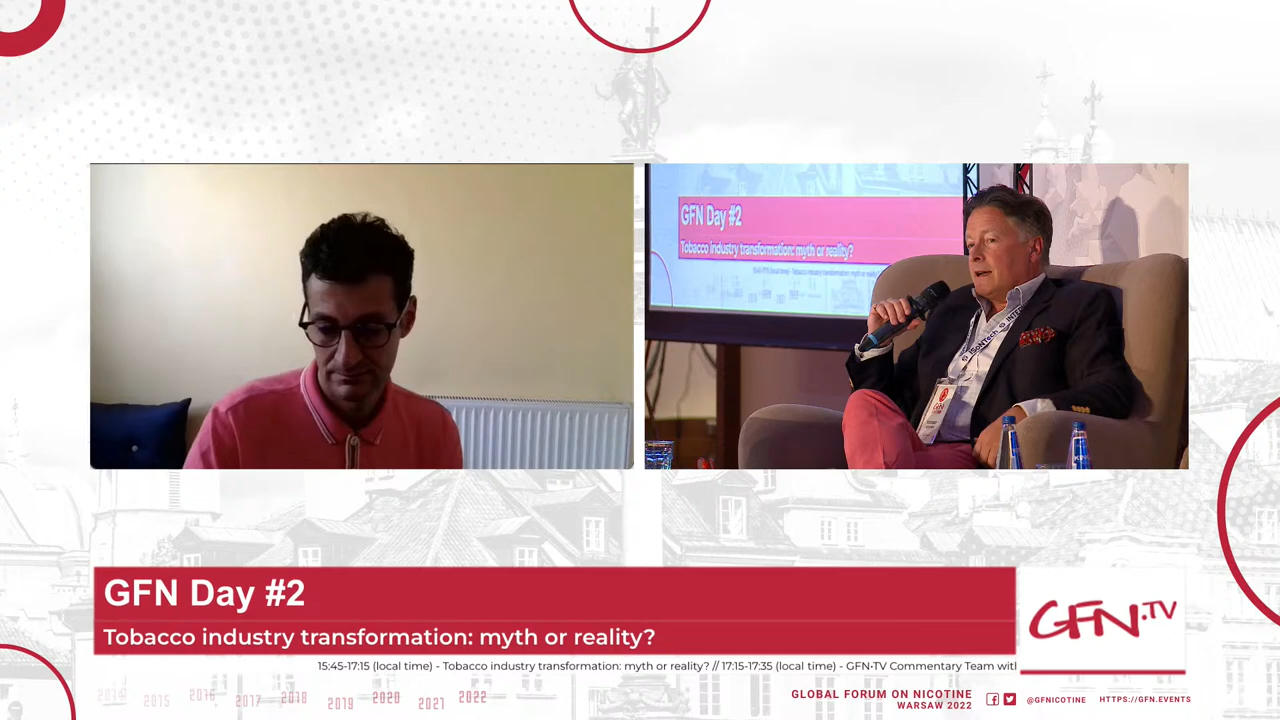 GFN Day #2
Tobacco industry transformation: myth or reality?
GFN
GFN Day #2
Tobacco industry transformation: myth or reality?
GFN.TV
15:45-17:15 (local time) - Tobacco industry transformation: myth or reality? // 17:15-17:35 (local time) - GFN•TV Commentary Team witl
2015 2016 2017 2018 2019 2020 2021 2022
GLOBAL FORUM ON NICOTINE
WARSAW 2022
@GFNICOTINE HTTPS://GFN.EVENTS